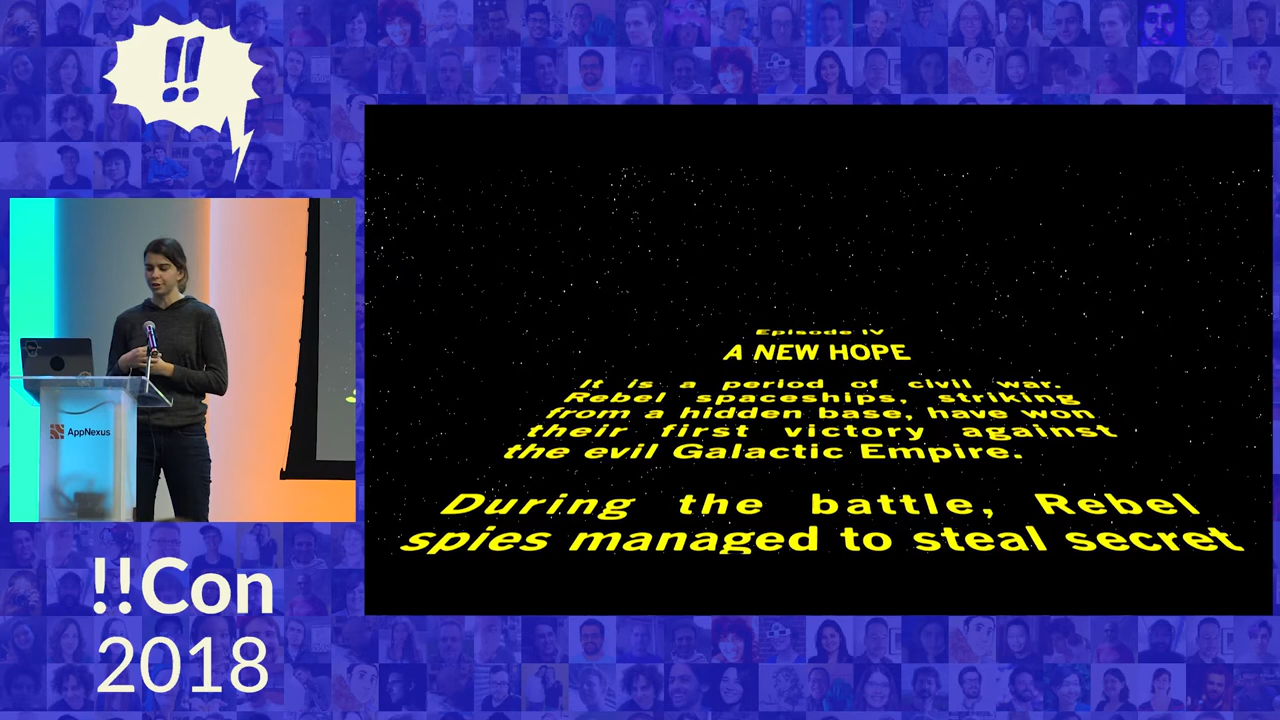 !!
AppNexus
!!Con
2018
Episode IV
A NEW HOPE
It is a period of civil war.
Rebel spaceships, striking
from a hidden base, have won
their first victory against
the evil Galactic Empire.
During the battle, Rebel
spies managed to steal secret